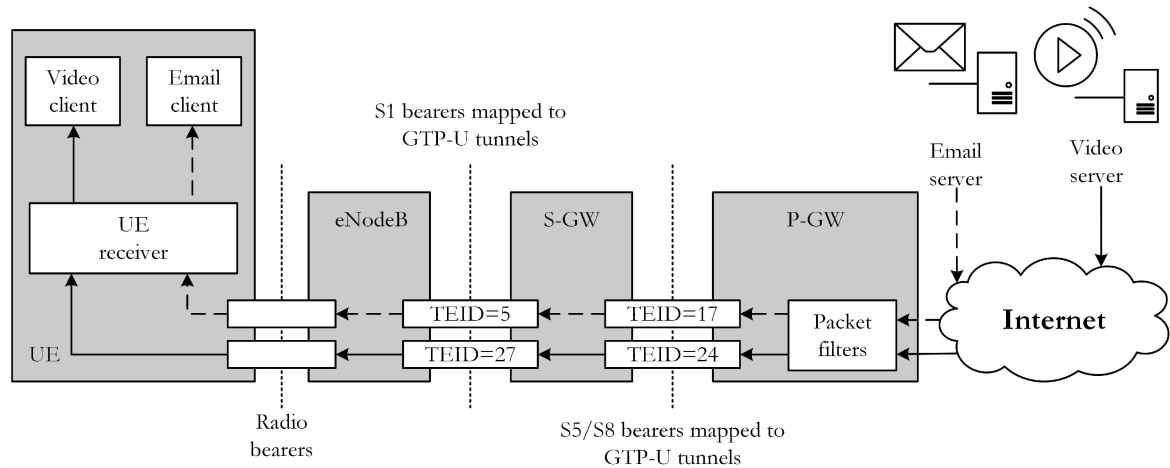 Video
client
Email
client
S1 bearers mapped to
GTP-U tunnels
Email
server
Video
server
UE
receiver
eNodeB
S-GW
P-GW
TEID=5
TEID=17
TEID=27
TEID=24
Packet
filters
Internet
UE
Radio
bearers
S5/S8 bearers mapped to
GTP-U tunnels